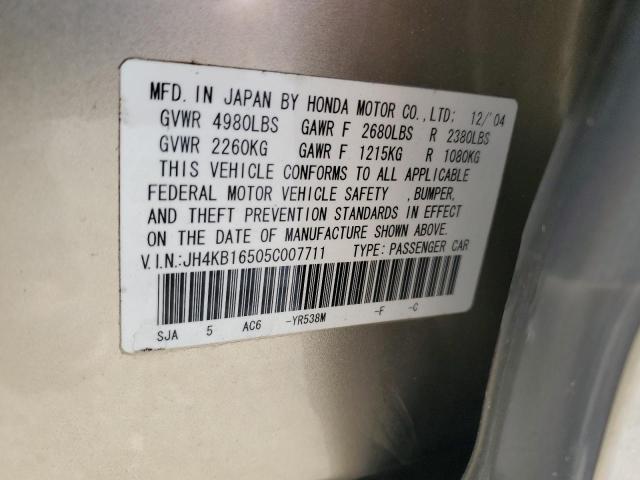 MFD. IN JAPAN BY HONDA MOTOR CO.,LTD: 12/'04
GVWR 4980LBS GAWR F 2680LBS R 2380LBS
GVWR 2260KG GAWR F 1215KG R 1080KG
THIS VEHICLE CONFORMS TO ALL APPLICABLE
FEDERAL MOTOR VEHICLE SAFETY ,BUMPER,
AND THEFT PREVENTION STANDARDS IN EFFECT
ON THE DATE OF MANUFACTURE SHOWN ABOVE.
V.I.N:JH4KB16505C007711 TYPE: PASSENGER CAR
SJA 5 AC6 -YR538M -F -C